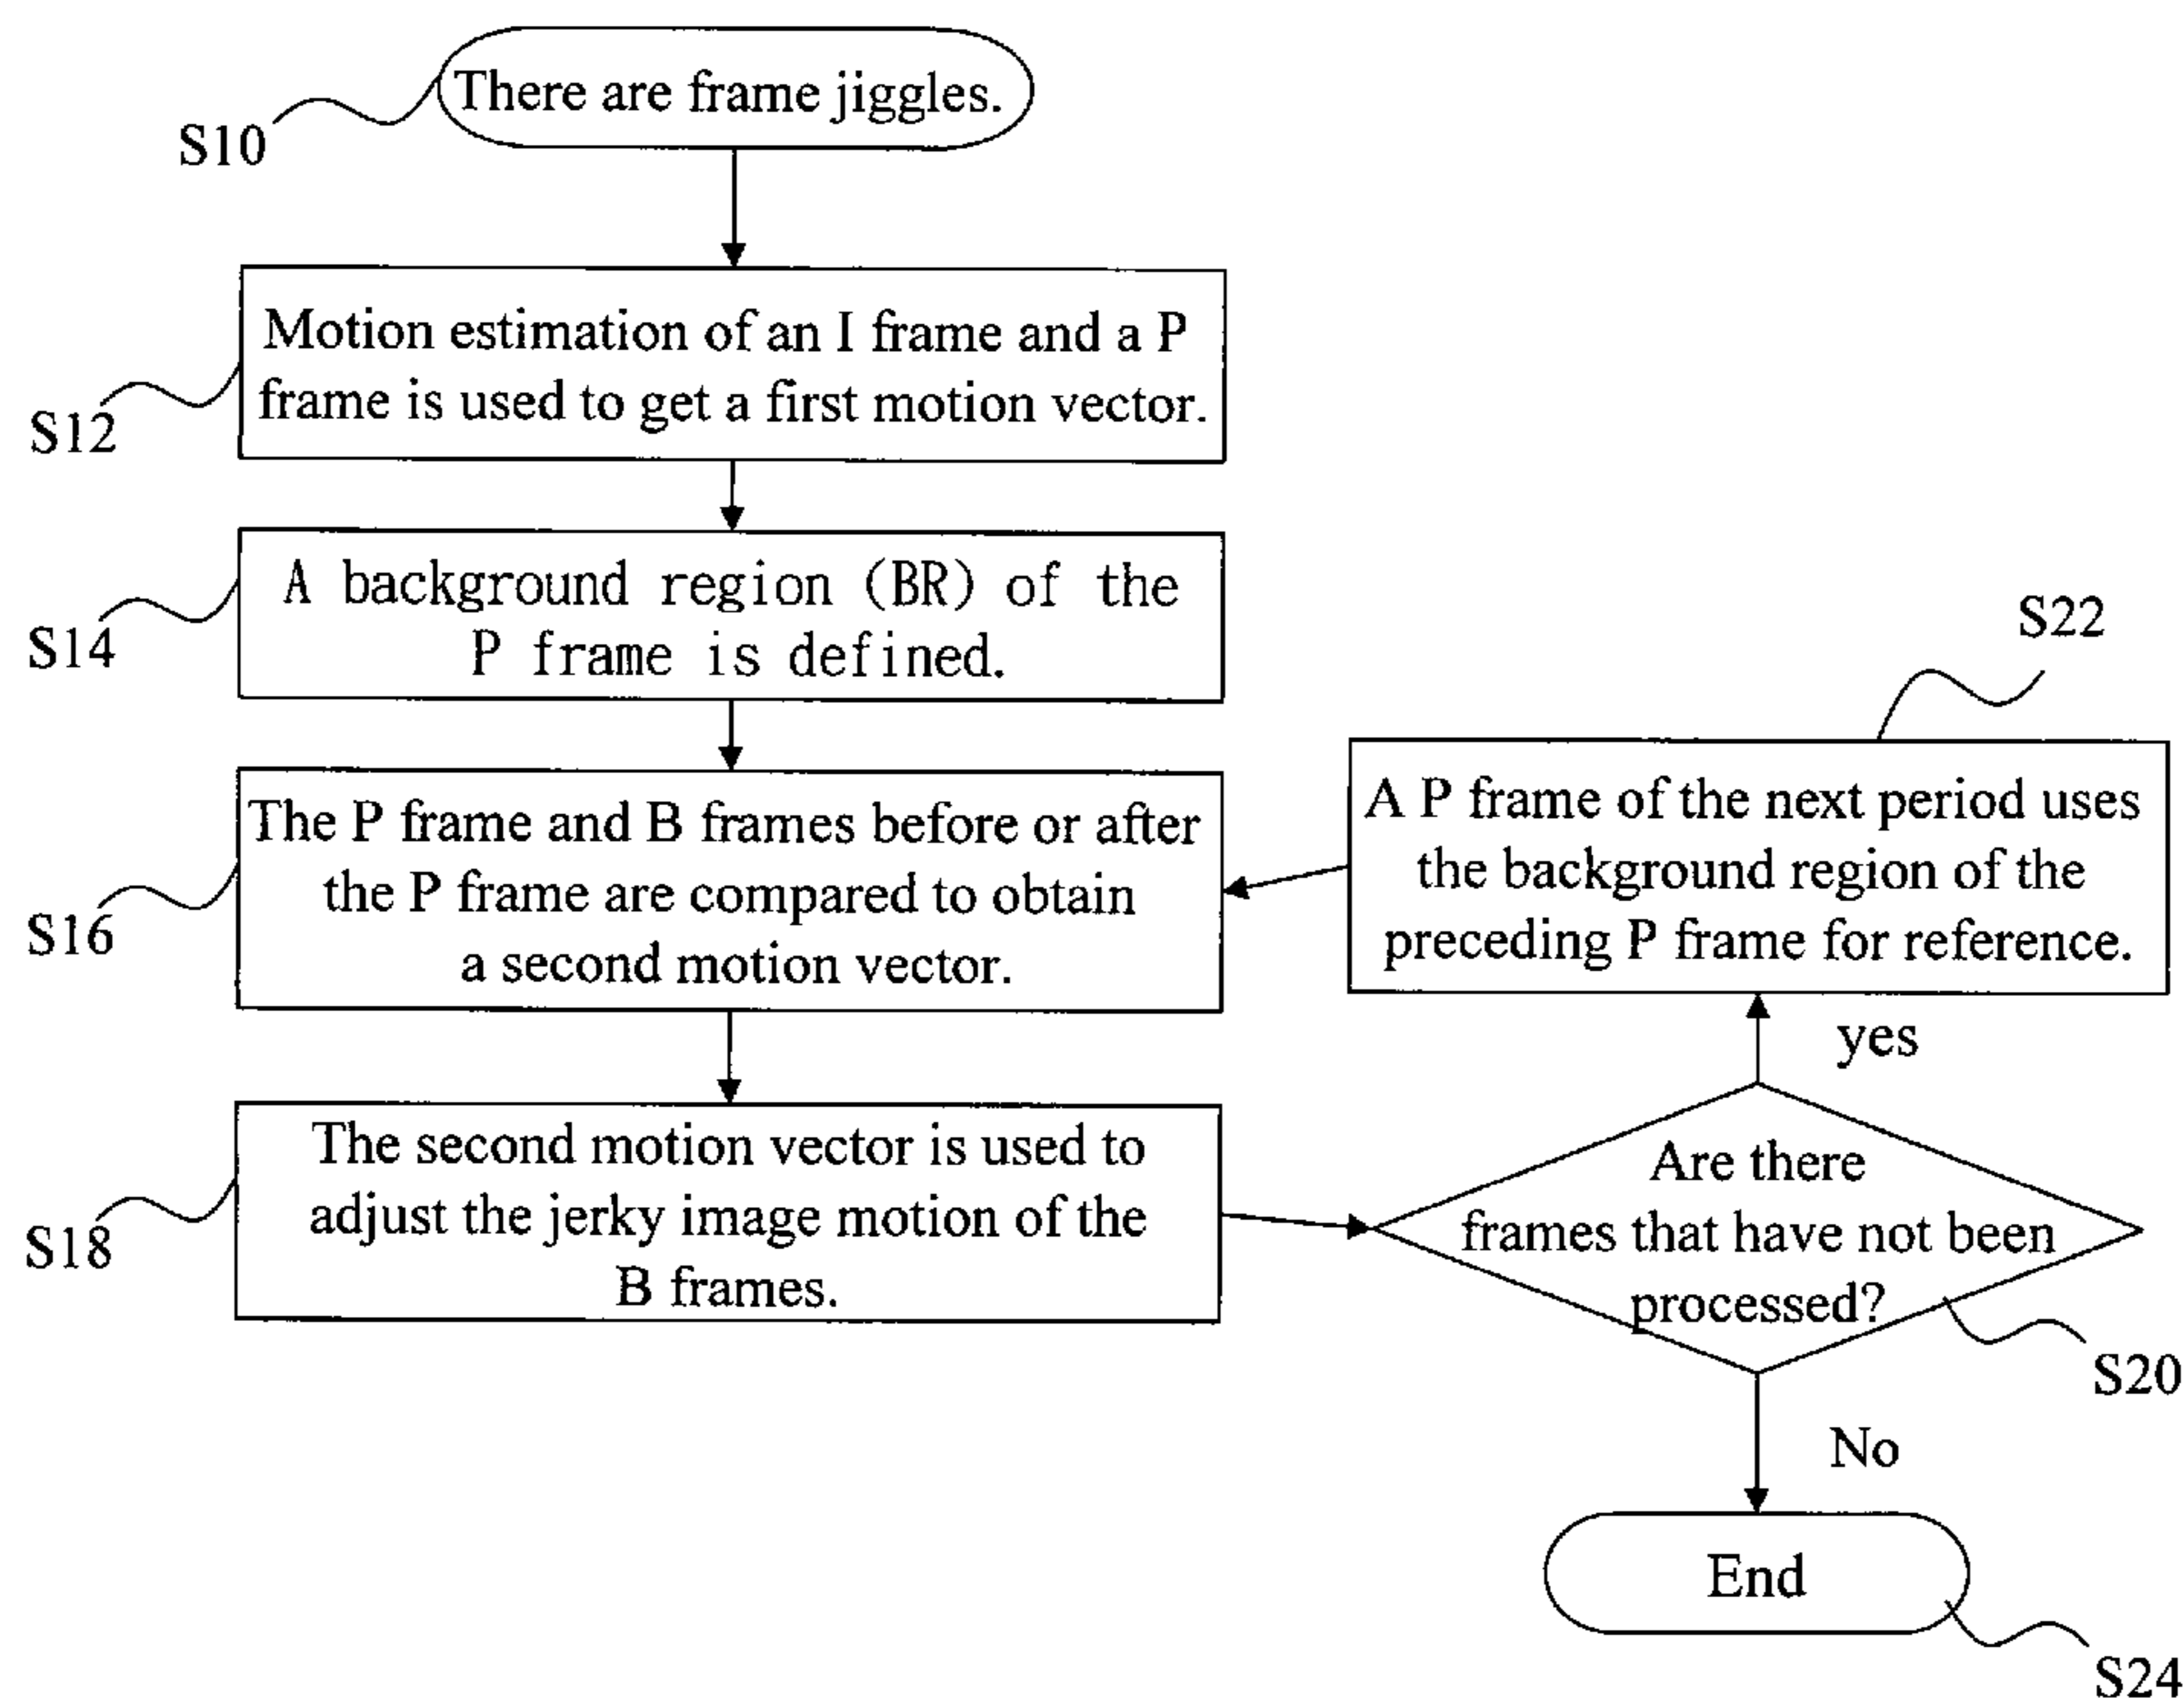 There are frame jiggles.
S10
Motion estimation of an I frame and a P
frame is used to get a first motion vector.
S12
A background region (BR) of the
P frame is defined.
S14
The P frame and B frames before or after
the P frame are compared to obtain
a second motion vector.
S16
The second motion vector is used to
adjust the jerky image motion of the
B frames.
S18
S22
A P frame of the next period uses
the background region of the
preceding P frame for reference.
yes
Are there
frames that have not been
processed?
S20
No
End
S24